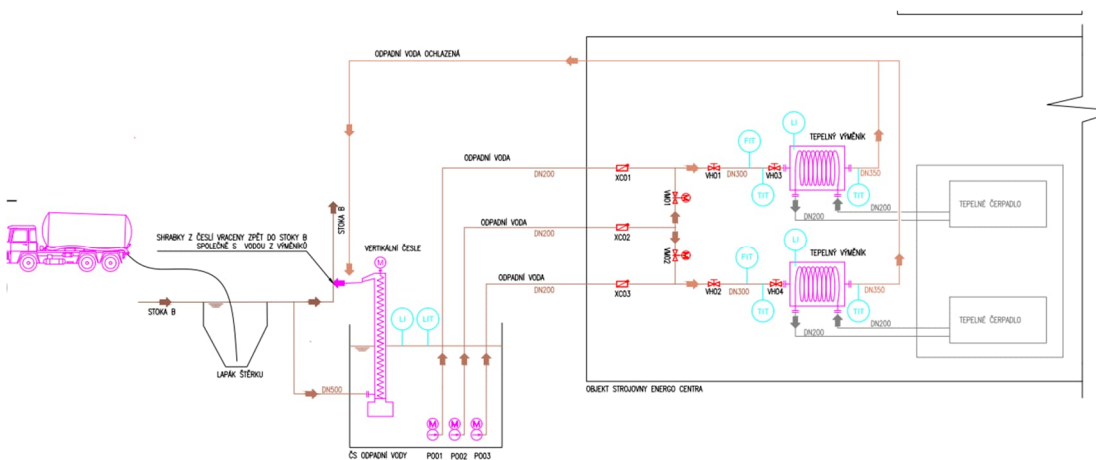 ODPADNÍ VODA OCHLAZENÁ
STOKA B
SHRABKY Z ČESLÍ VRACENY ZPĚT DO STOKY B
SPOLEČNĚ S VODOU Z VÝMĚNÍKŮ
VERTIKÁLNÍ ČESLE
M
STOKA B
LAPÁK ŠTĚRKU
DN500
LI
LIT
M
M
M
ČS ODPADNÍ VODY
P001
P002
P003
ODPADNÍ VODA
DN200
XC01
ODPADNÍ VODA
DN200
XC02
ODPADNÍ VODA
DN200
XC03
VM01
M
VM02
M
VH01
FIT
DN300
VH03
TIT
LI
TEPELNÝ VÝMĚNÍK
TIT
DN350
DN200
DN200
TEPELNÉ ČERPADLO
VH02
FIT
DN300
VH04
TIT
LI
TEPELNÝ VÝMĚNÍK
TIT
DN350
DN200
DN200
TEPELNÉ ČERPADLO
OBJEKT STROJOVNY ENERGO CENTRA